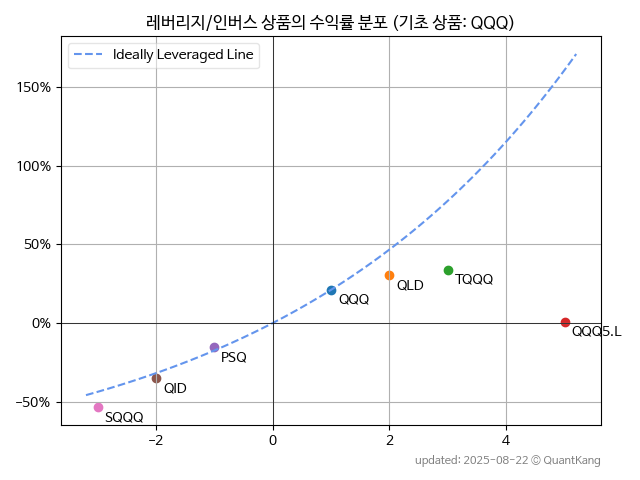 레버리지/인버스 상품의 수익률 분포 (기초 상품: QQQ)
Ideally Leveraged Line
150%
100%
50%
0%
−50%
QQQ
QLD
TQQQ
QQQ5.L
PSQ
QID
SQQQ
−2
0
2
4
updated: 2025-08-22 © QuantKang